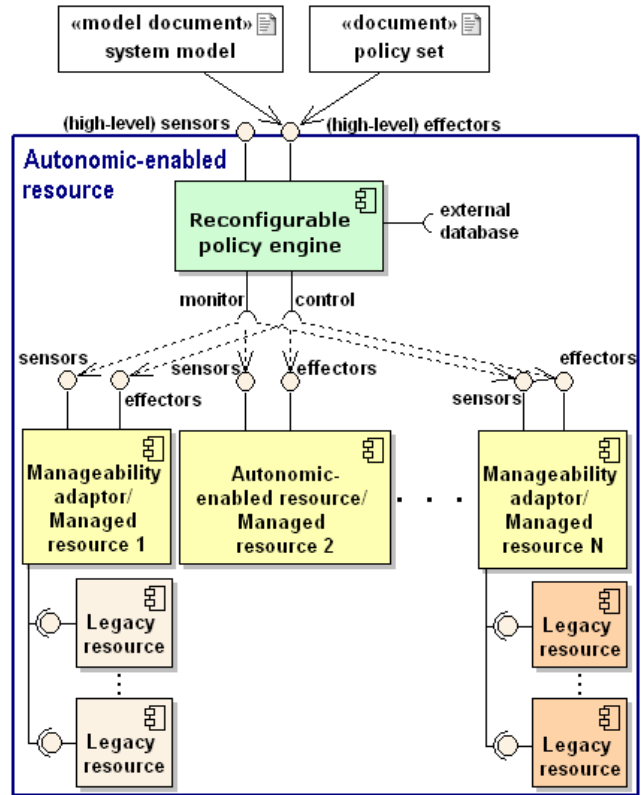 «model document»
system model
«document»
policy set
(high-level) sensors
(high-level) effectors
Autonomic-enabled
resource
Reconfigurable
policy engine
external
database
monitor
control
sensors
effectors
sensors
effectors
sensors
effectors
Manageability
adaptor/
Managed
resource 1
Autonomic-
enabled resource/
Managed
resource 2
. . . .
Manageability
adaptor/
Managed
resource N
Legacy
resource
Legacy
resource
Legacy
resource
Legacy
resource